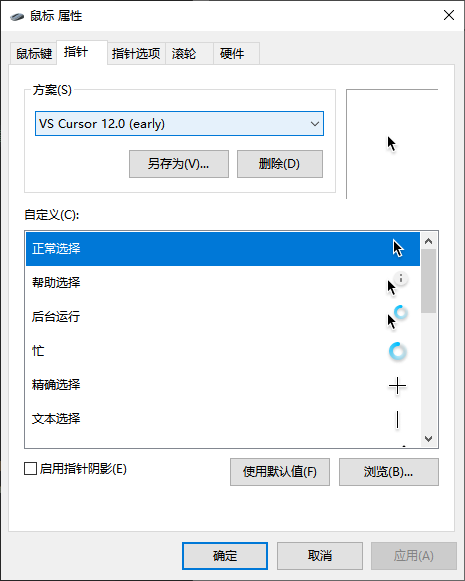 鼠标 属性
鼠标键 指针 指针选项 滚轮 硬件
方案(S)
VS Cursor 12.0 (early)
另存为(V)... 删除(D)
自定义(C):
正常选择
帮助选择
后台运行
忙
精确选择
文本选择
启用指针阴影(E) 使用默认值(F) 浏览(B)...
确定 取消 应用(A)